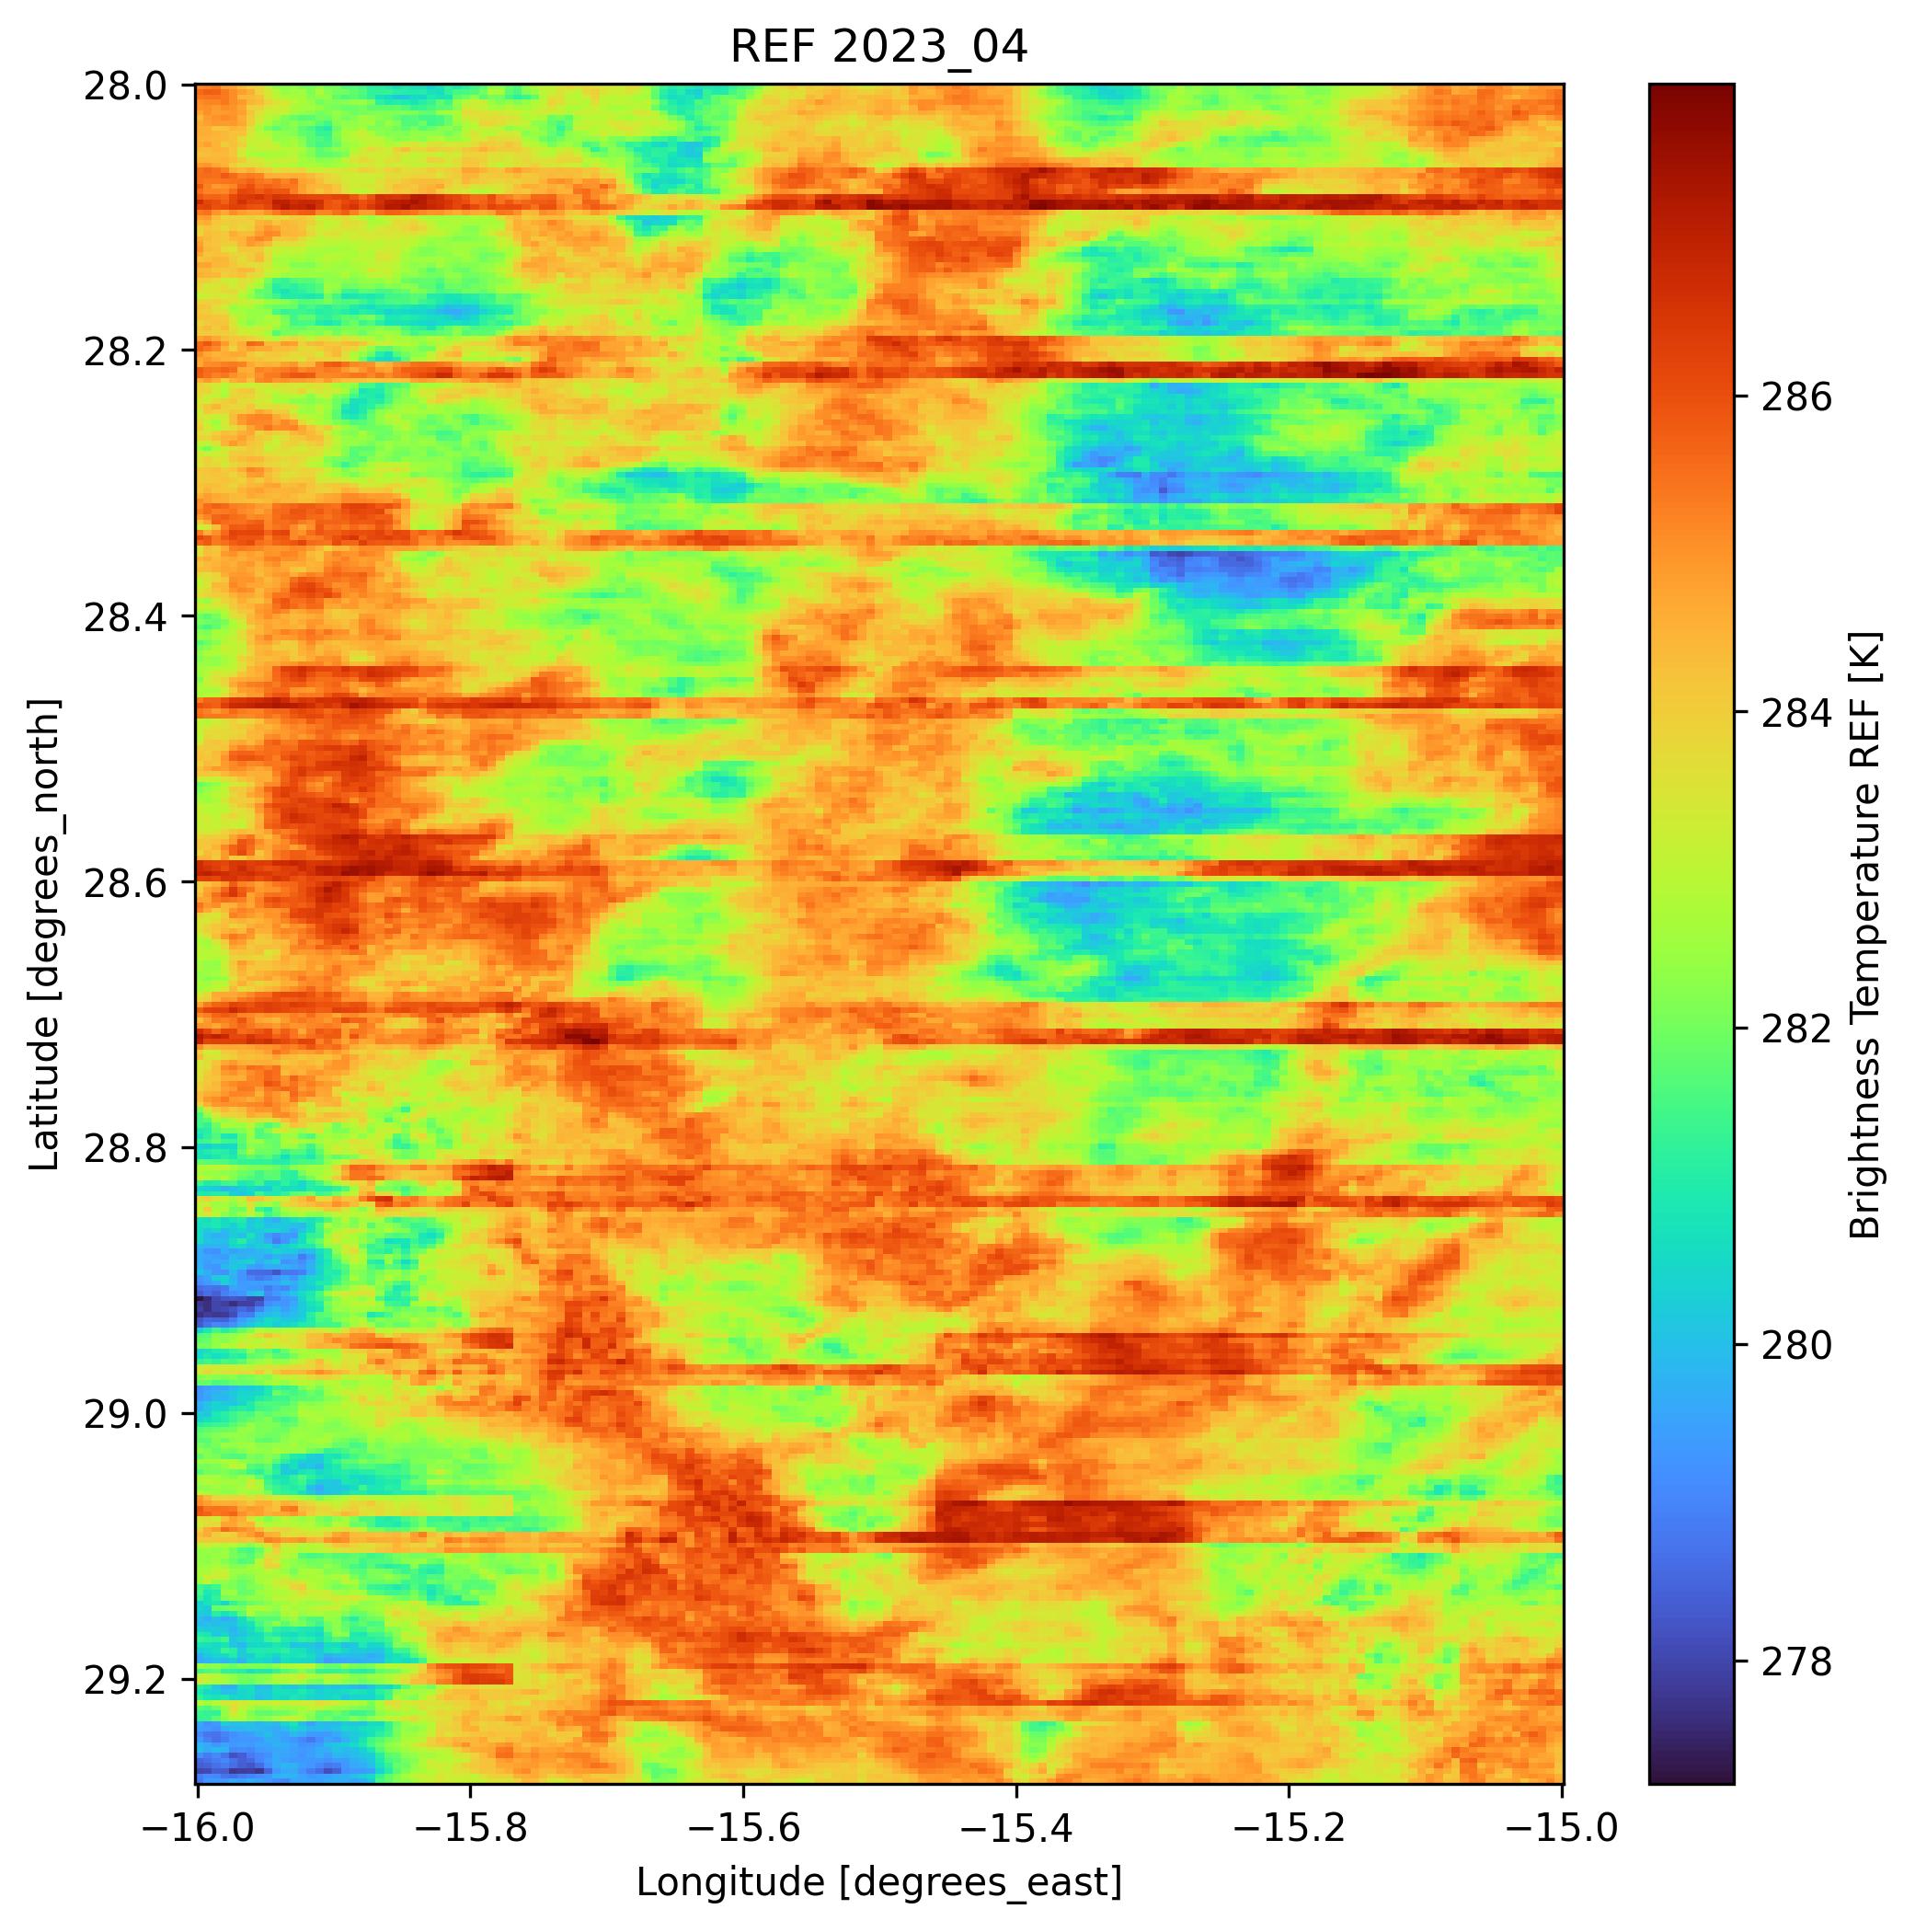 REF 2023_04
28.0
28.2
28.4
28.6
28.8
29.0
29.2
Latitude [degrees_north]
−16.0 −15.8 −15.6 −15.4 −15.2 −15.0
Longitude [degrees_east]
286
284
282
280
278
Brightness Temperature REF [K]